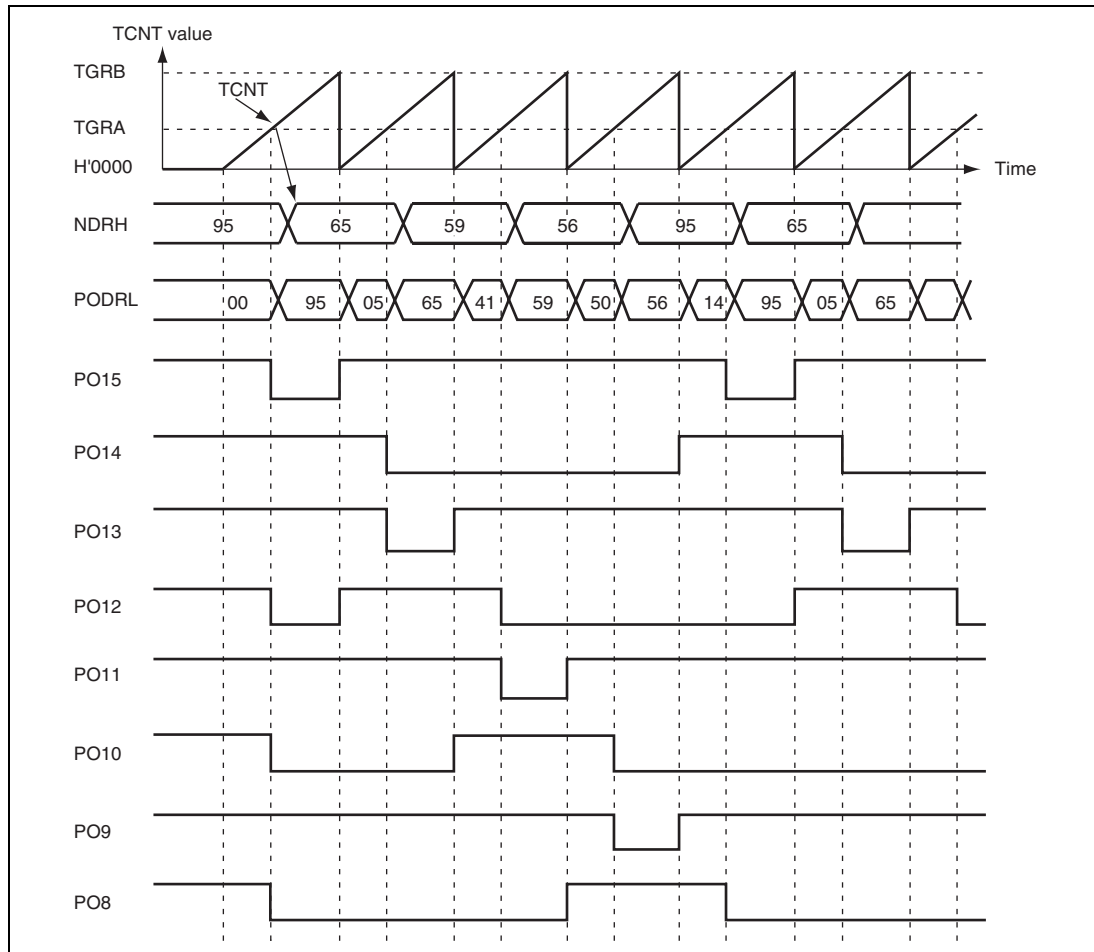 TCNT value
TGRB
TCNT
TGRA
H'0000
Time
NDRH 95 65 59 56 95 65
PODRL 00 95 05 65 41 59 50 56 14 95 05 65
PO15
PO14
PO13
PO12
PO11
PO10
PO9
PO8